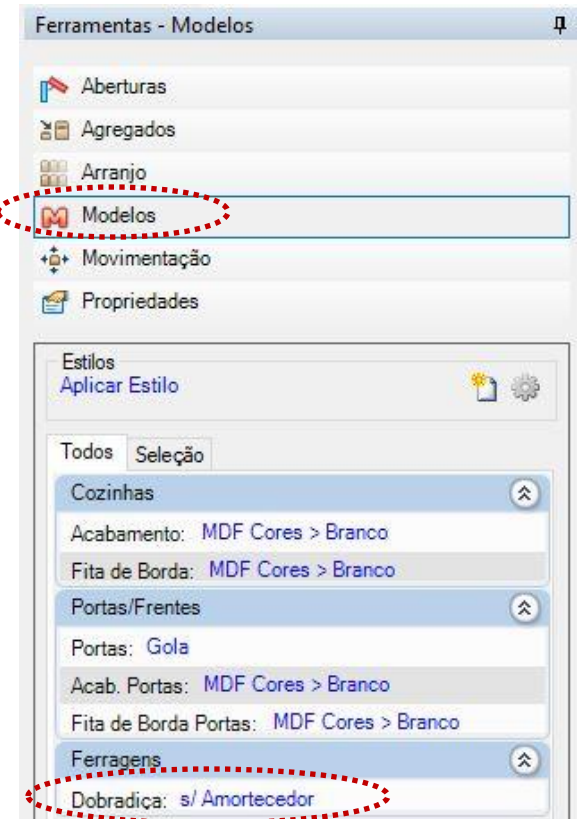 Ferramentas - Modelos
Aberturas
Agregados
Arranjo
Modelos
Movimentação
Propriedades
Estilos
Aplicar Estilo
Todos Seleção
Cozinhas
Acabamento: MDF Cores > Branco
Fita de Borda: MDF Cores > Branco
Portas/Frentes
Portas: Gola
Acab. Portas: MDF Cores > Branco
Fita de Borda Portas: MDF Cores > Branco
Ferragens
Dobradiça: s/ Amortecedor